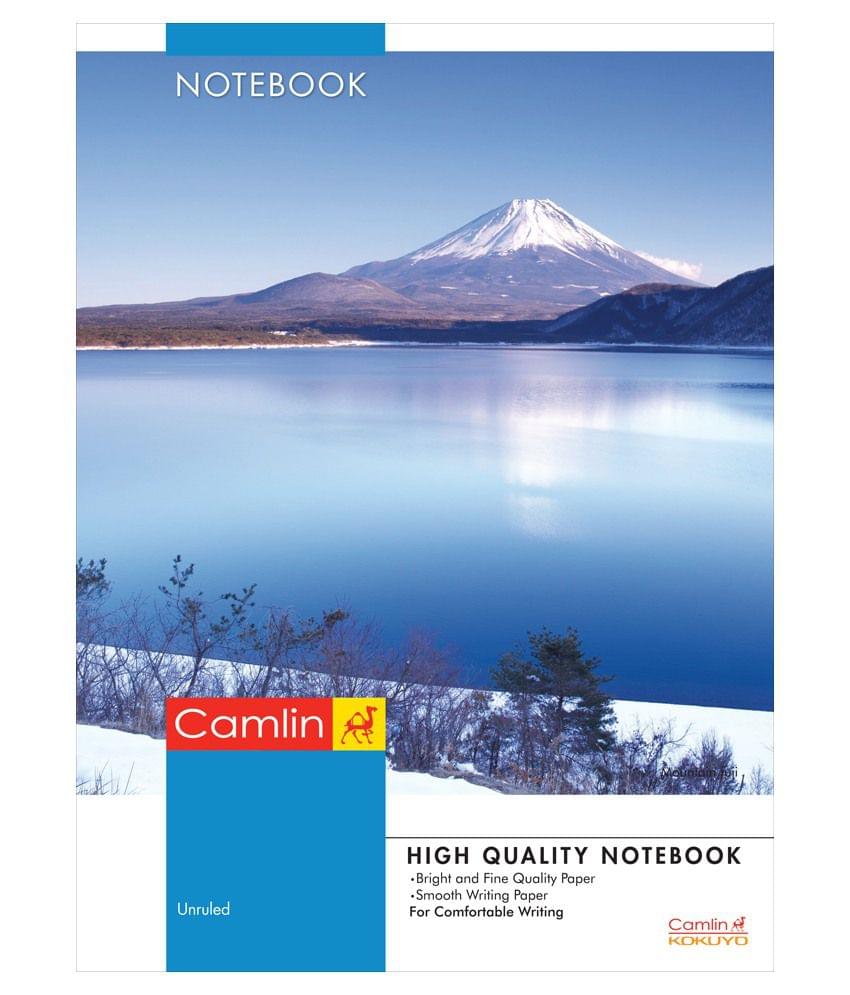 NOTEBOOK
Camlin
Mountain Fuji
HIGH QUALITY NOTEBOOK
•Bright and Fine Quality Paper
•Smooth Writing Paper
For Comfortable Writing
Unruled
Camlin
KOKUYO